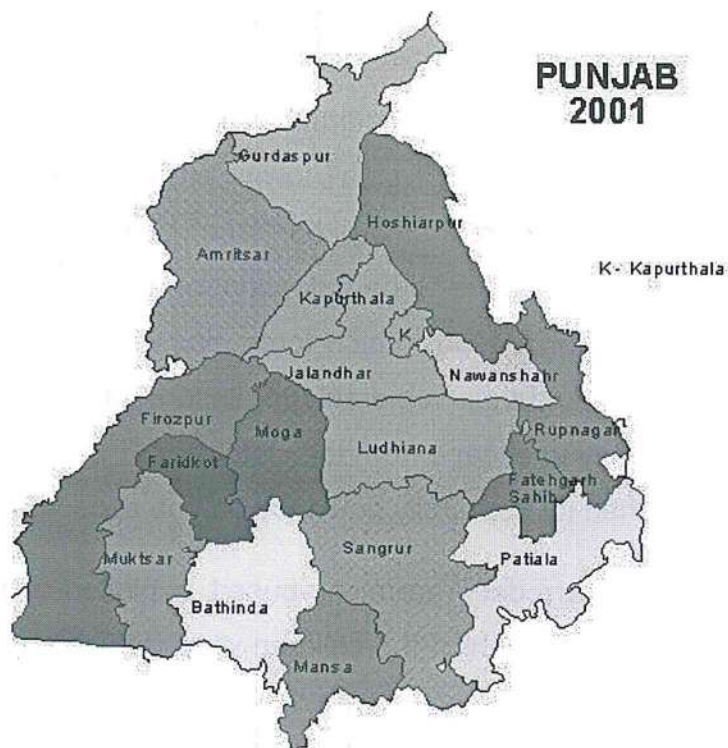 PUNJAB
2001
Gurdaspur
Hoshiarpur
Amritsar
K- Kapurthala
Kapurthala
K
Jalandhar
Nawanshahr
Firozpur
Moga
Ludhiana
Rupnagar
Faridkot
Fatehgarh
Sahib
Muktsar
Sangrur
Patiala
Bathinda
Mansa